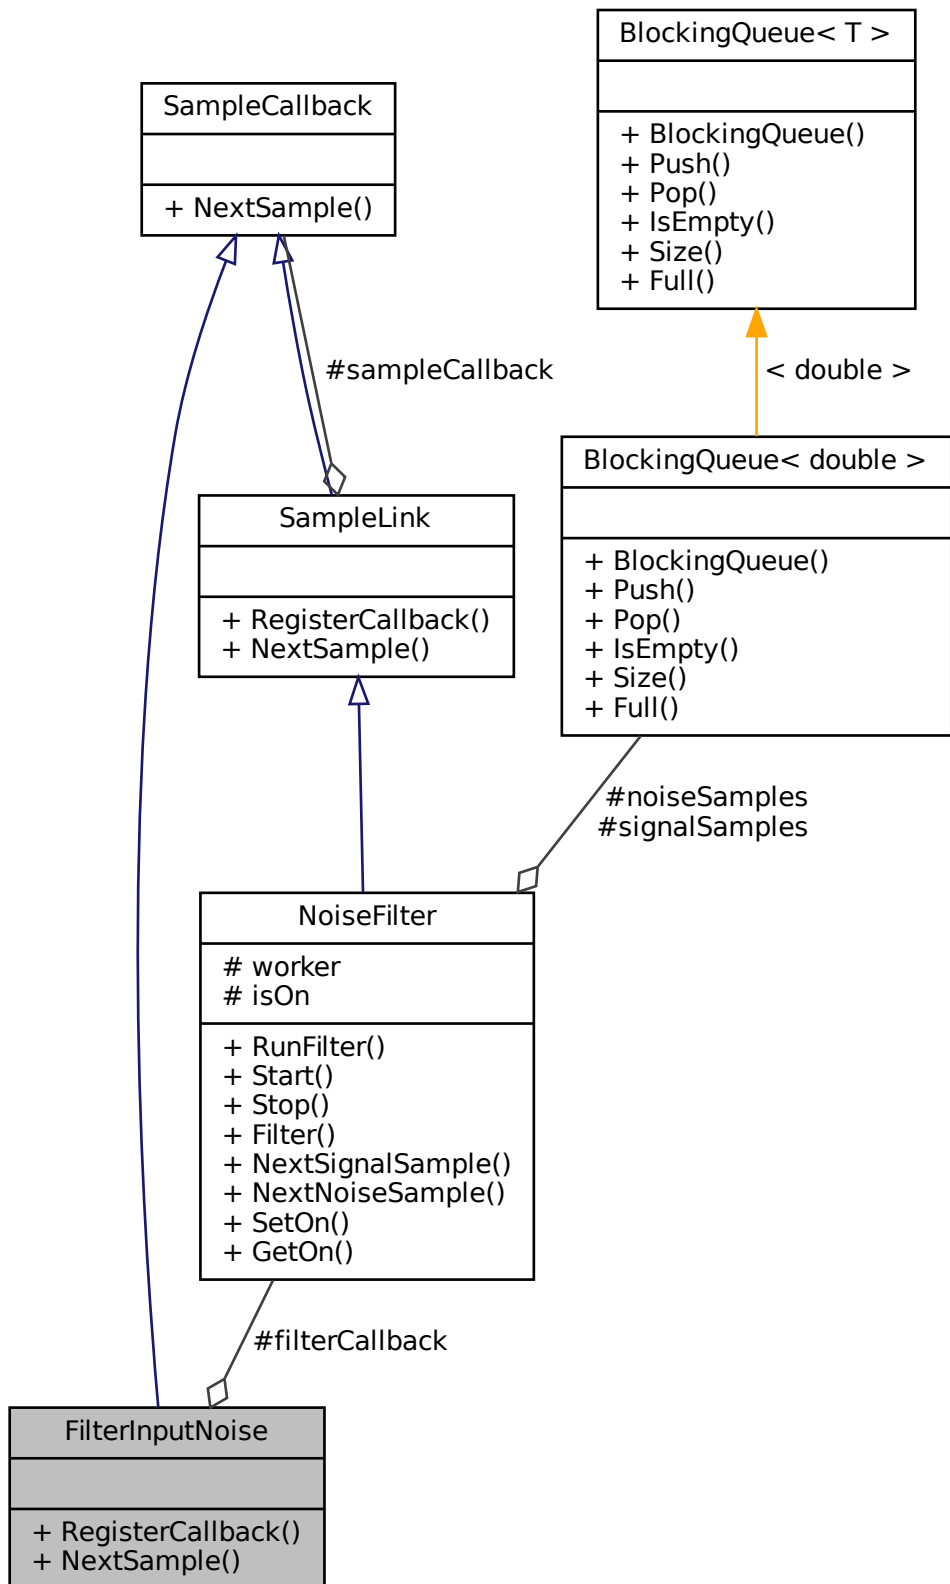 BlockingQueue< T >
+ BlockingQueue()
+ Push()
+ Pop()
+ IsEmpty()
+ Size()
+ Full()
SampleCallback
+ NextSample()
#sampleCallback
< double >
BlockingQueue< double >
+ BlockingQueue()
+ Push()
+ Pop()
+ IsEmpty()
+ Size()
+ Full()
SampleLink
+ RegisterCallback()
+ NextSample()
#noiseSamples
#signalSamples
NoiseFilter
# worker
# isOn
+ RunFilter()
+ Start()
+ Stop()
+ Filter()
+ NextSignalSample()
+ NextNoiseSample()
+ SetOn()
+ GetOn()
#filterCallback
FilterInputNoise
+ RegisterCallback()
+ NextSample()